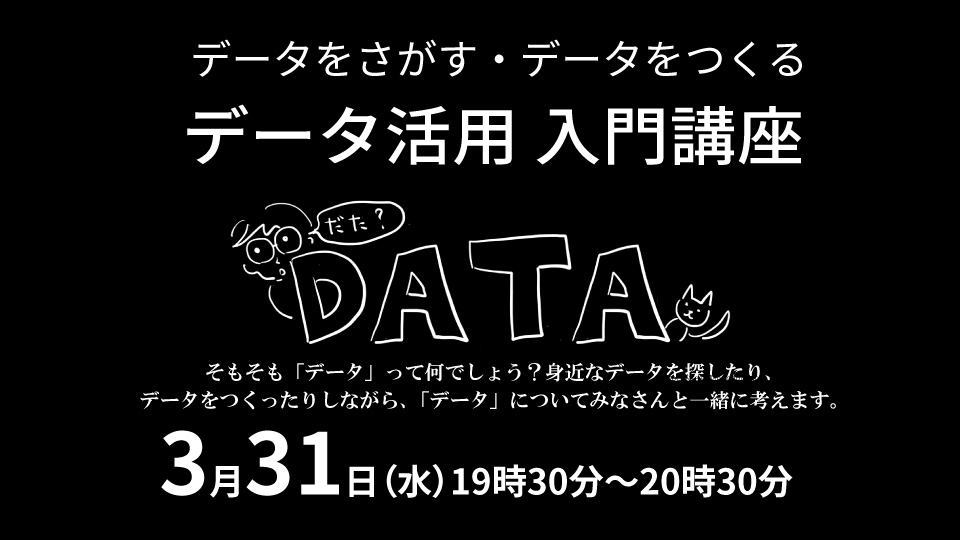 データをさがす・データをつくる
データ活用 入門講座
だた？
DATA
そもそも「データ」って何でしょう？身近なデータを探したり、
データをつくったりしながら、「データ」についてみなさんと一緒に考えます。
3月31日（水）19時30分〜20時30分